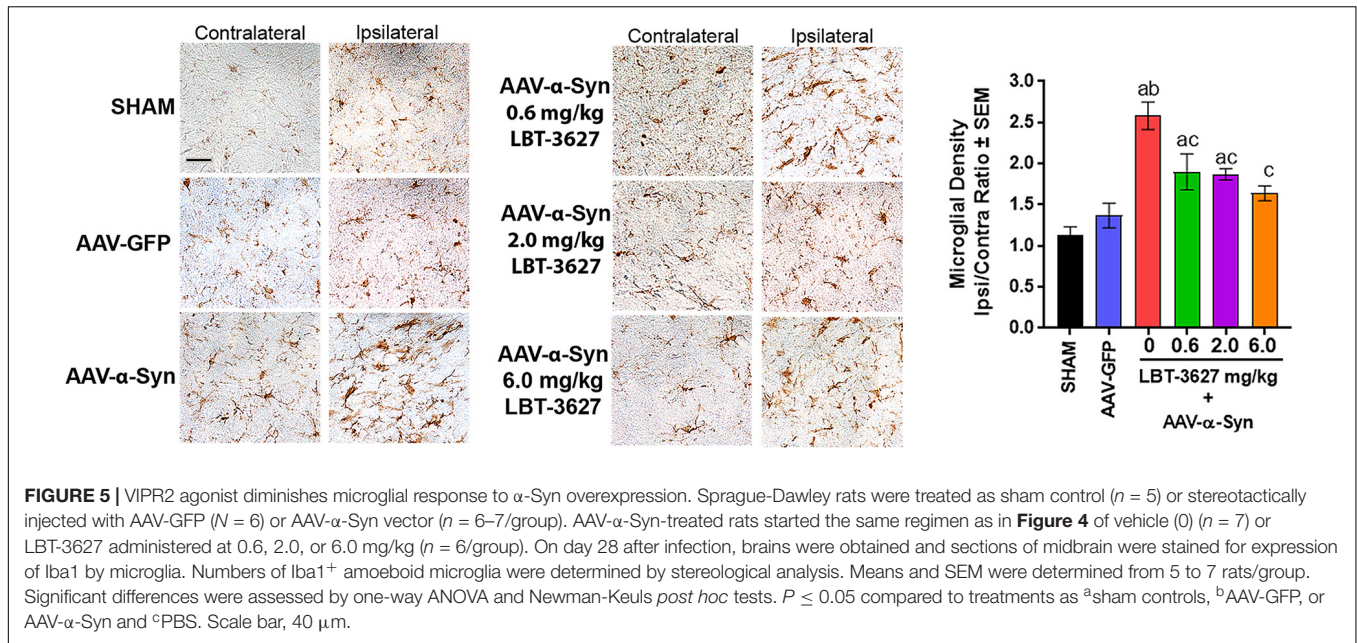 Contralateral Ipsilateral
SHAM
AAV-GFP
AAV-α-Syn
Contralateral Ipsilateral
AAV-α-Syn
0.6 mg/kg
LBT-3627
AAV-α-Syn
2.0 mg/kg
LBT-3627
AAV-α-Syn
6.0 mg/kg
LBT-3627
Microglial Density
Ipsi/Contra Ratio ± SEM
3.0
2.5
2.0
1.5
1.0
0.5
0.0
ab
ac
ac
c
SHAM
AAV-GFP
0 0.6 2.0 6.0
LBT-3627 mg/kg
+
AAV-α-Syn
FIGURE 5 | VIPR2 agonist diminishes microglial response to α-Syn overexpression. Sprague-Dawley rats were treated as sham control (n = 5) or stereotactically
injected with AAV-GFP (N = 6) or AAV-α-Syn vector (n = 6–7/group). AAV-α-Syn-treated rats started the same regimen as in Figure 4 of vehicle (0) (n = 7) or
LBT-3627 administered at 0.6, 2.0, or 6.0 mg/kg (n = 6/group). On day 28 after infection, brains were obtained and sections of midbrain were stained for expression
of Iba1 by microglia. Numbers of Iba1+ amoeboid microglia were determined by stereological analysis. Means and SEM were determined from 5 to 7 rats/group.
Significant differences were assessed by one-way ANOVA and Newman-Keuls post hoc tests. P ≤ 0.05 compared to treatments as asham controls, bAAV-GFP, or
AAV-α-Syn and cPBS. Scale bar, 40 μm.